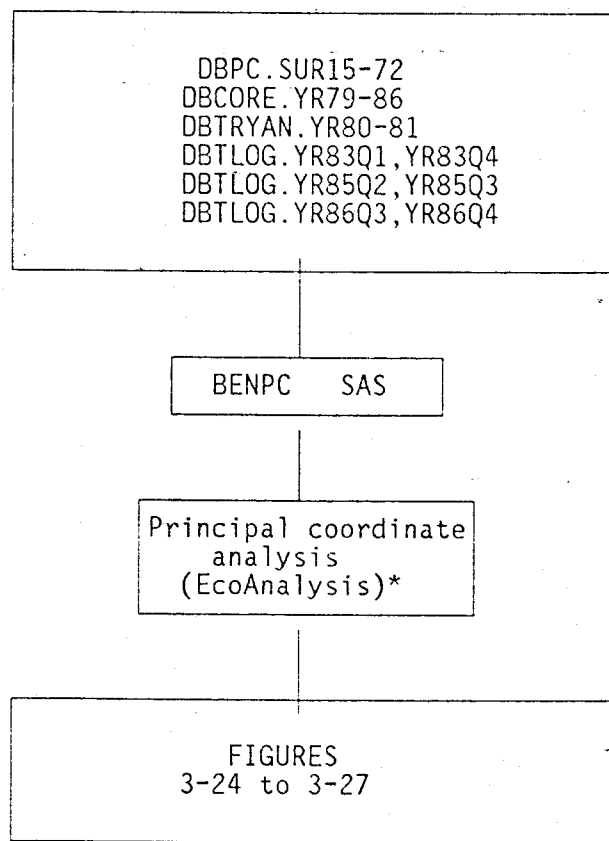 DBPC.SUR15-72
DBCORE.YR79-86
DBTRYAN.YR80-81
DBTLOG.YR83Q1,YR83Q4
DBTLOG.YR85Q2,YR85Q3
DBTLOG.YR86Q3,YR86Q4
BENPC SAS
Principal coordinate
analysis
(EcoAnalysis)*
FIGURES
3-24 to 3-27